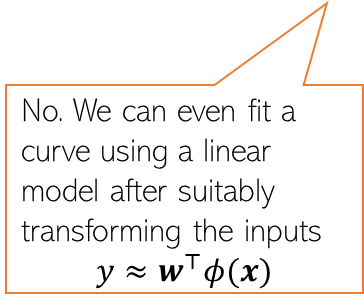 No. We can even fit a
curve using a linear
model after suitably
transforming the inputs
y ≈ w⊤ϕ(x)